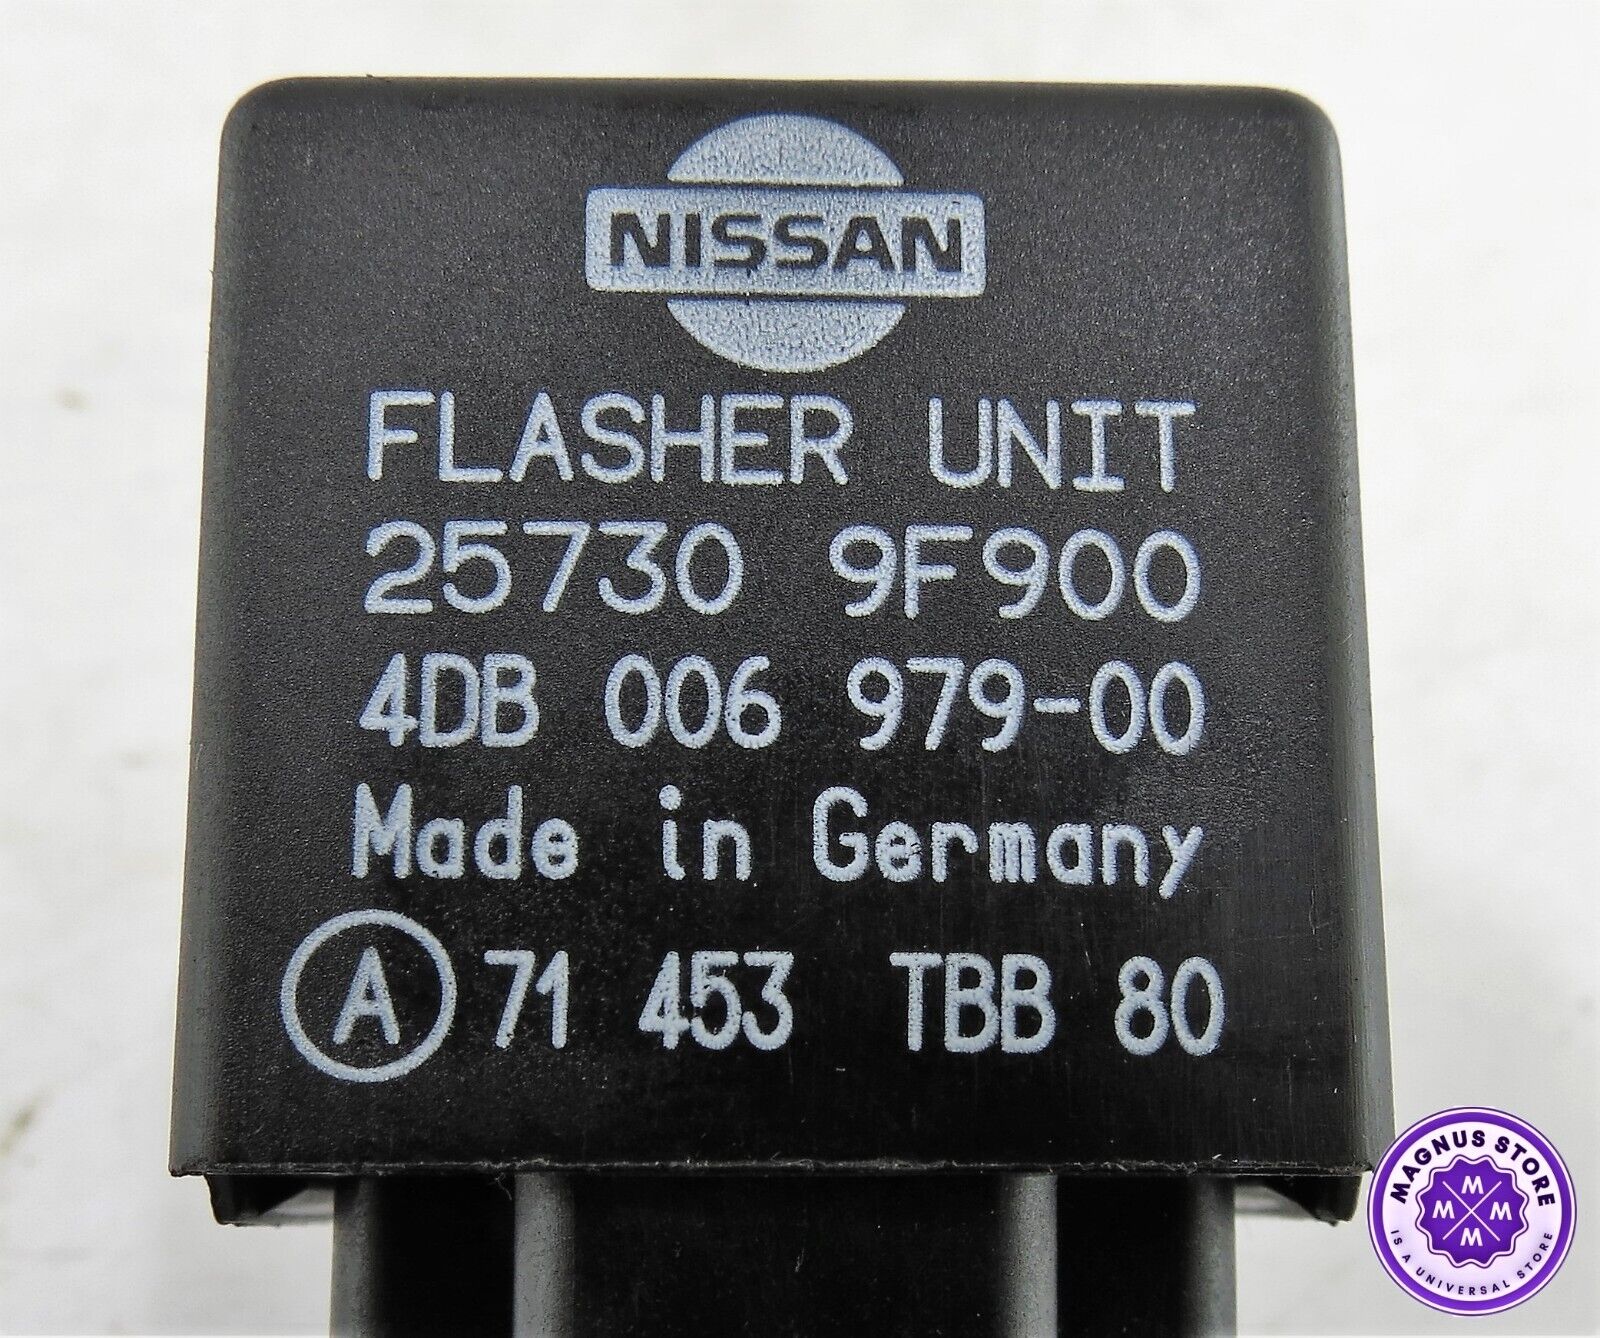 NISSAN
FLASHER UNIT
25730 9F900
4DB 006 979-00
Made in Germany
A 71 453 TBB 80
MAGNUS STORE
M
M M
M
IS A UNIVERSAL STORE